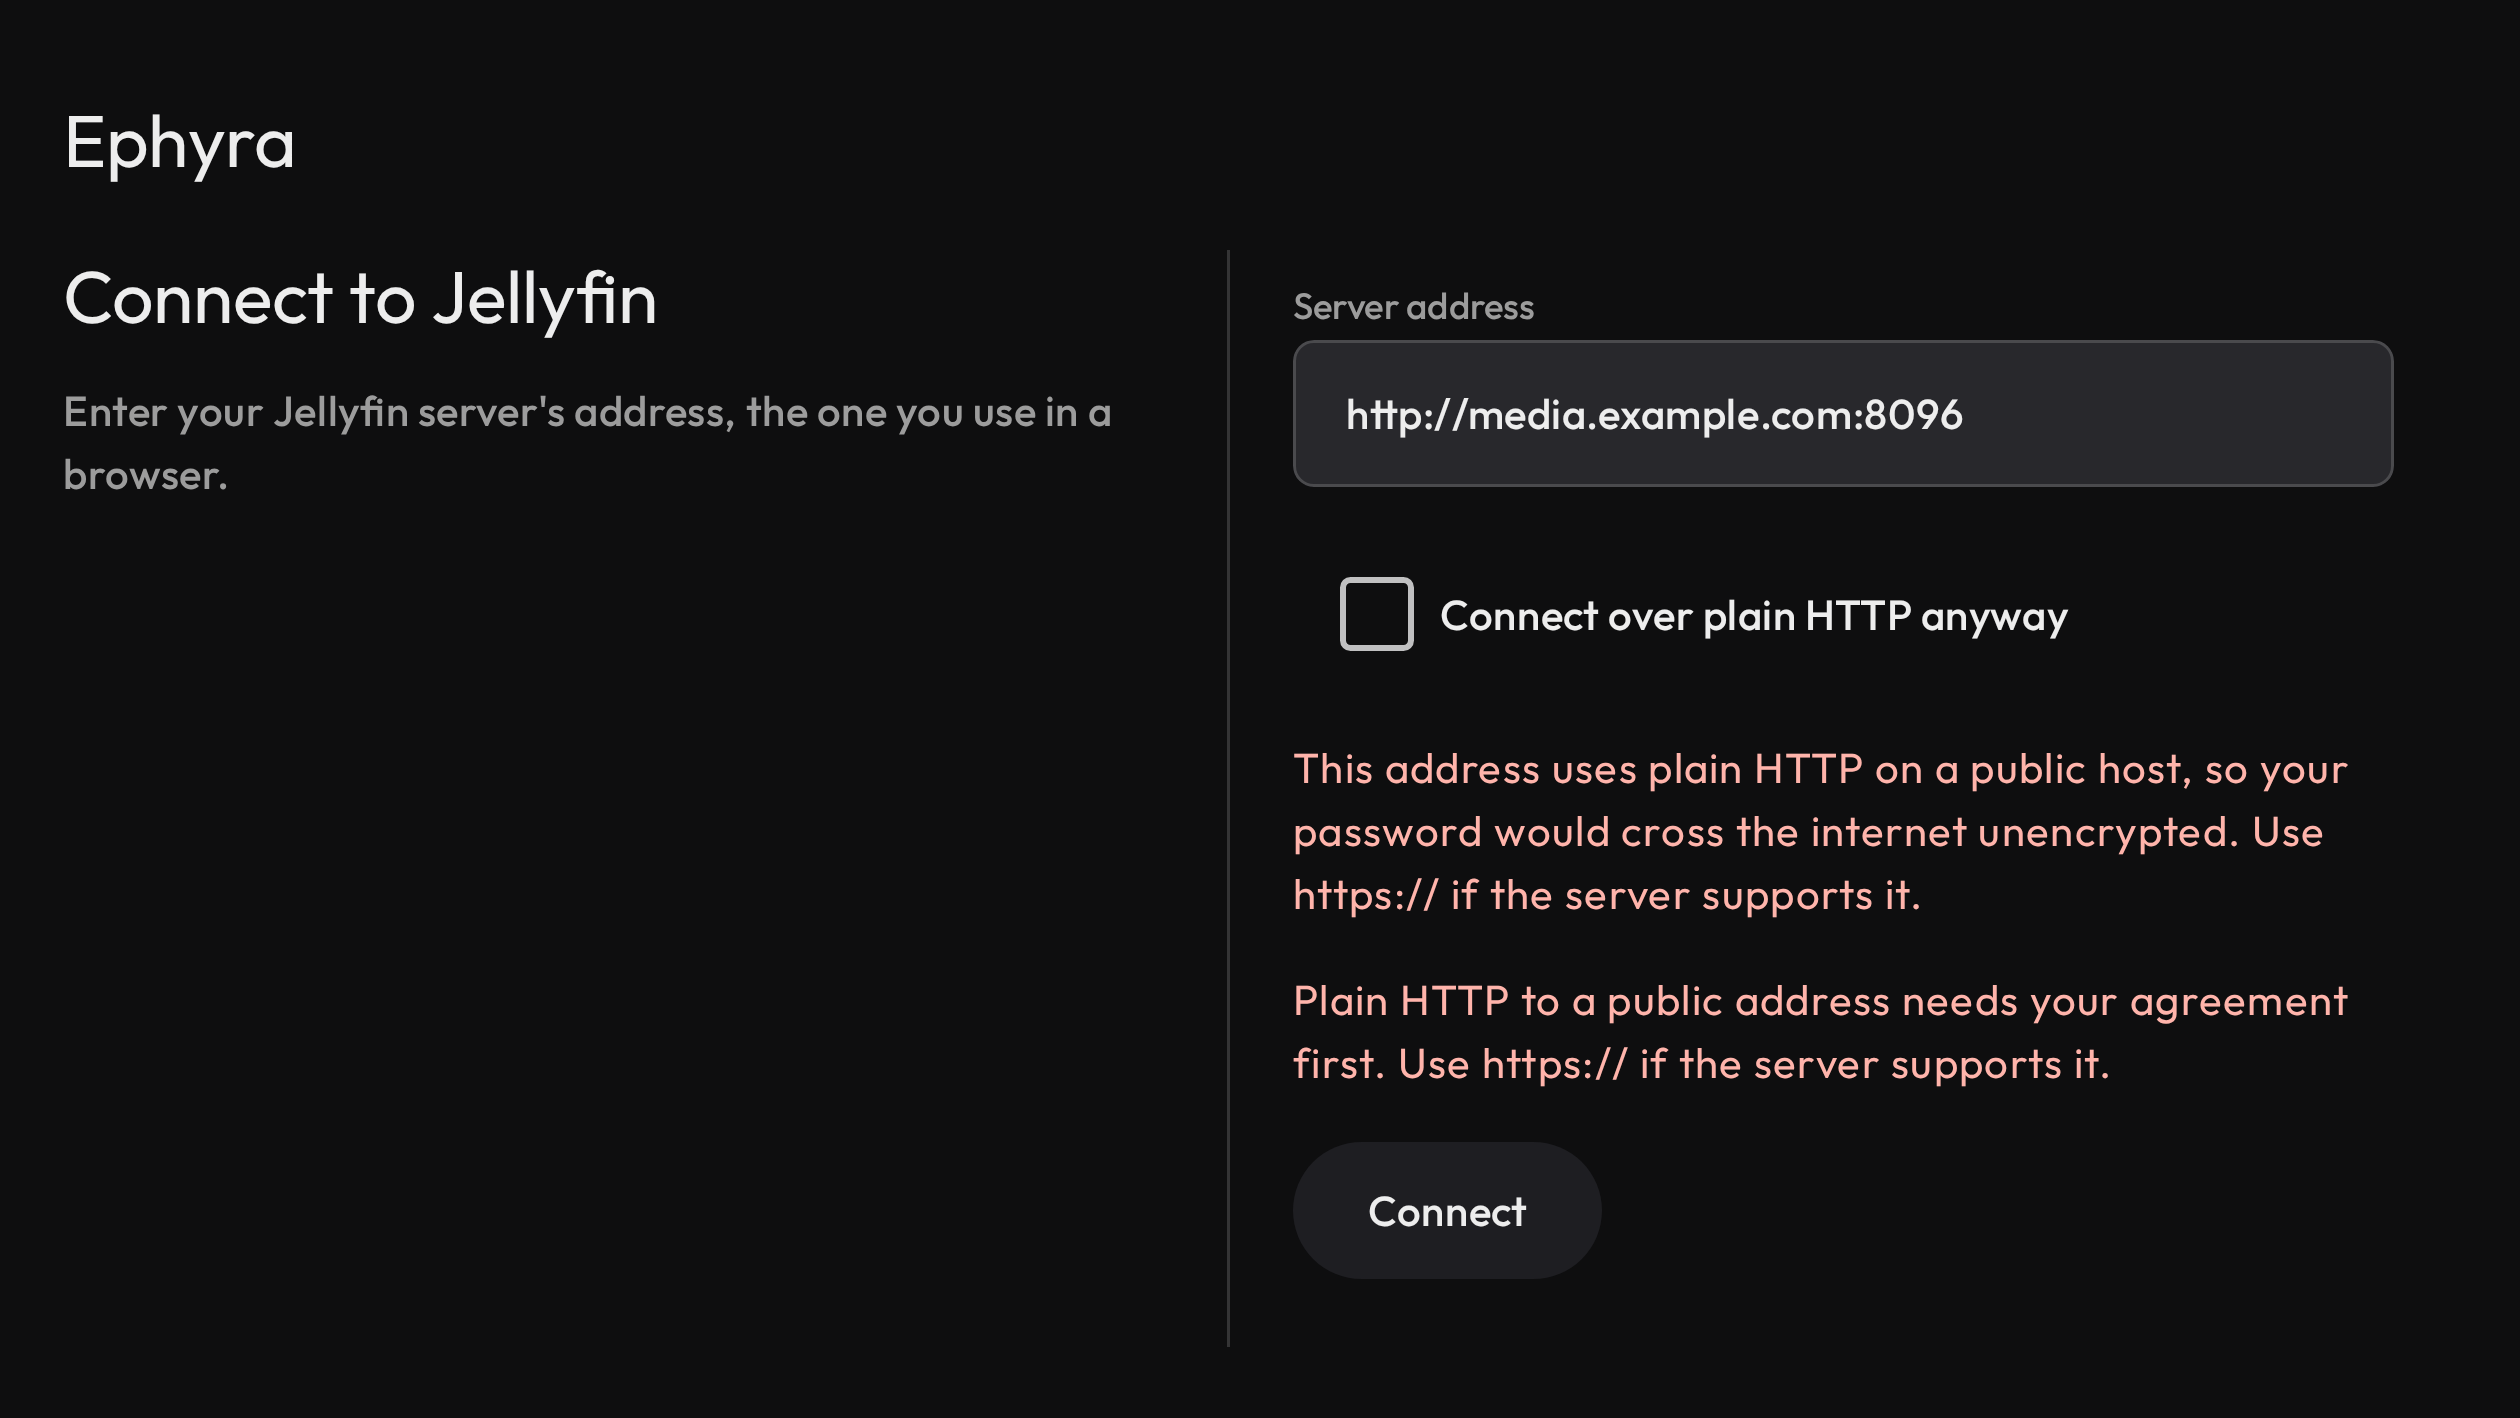 Ephyra
Connect to Jellyfin
Enter your Jellyfin server's address, the one you use in a
browser.
Server address
http://media.example.com:8096
Connect over plain HTTP anyway
This address uses plain HTTP on a public host, so your
password would cross the internet unencrypted. Use
https:// if the server supports it.
Plain HTTP to a public address needs your agreement
first. Use https:// if the server supports it.
Connect